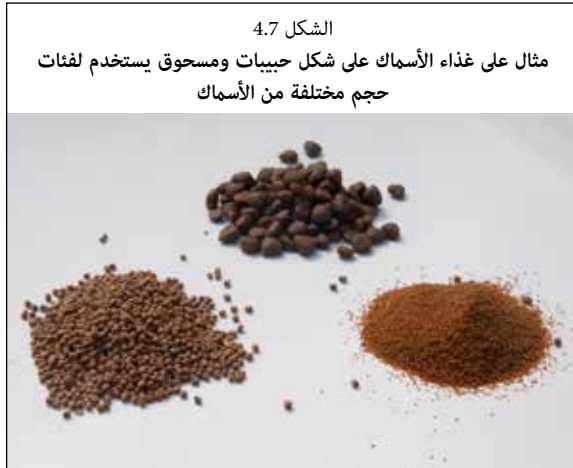 الشكل 4.7
مثال على غذاء الأسماك على شكل حبيبات ومسحوق يستخدم لفئات
حجم مختلفة من الأسماك